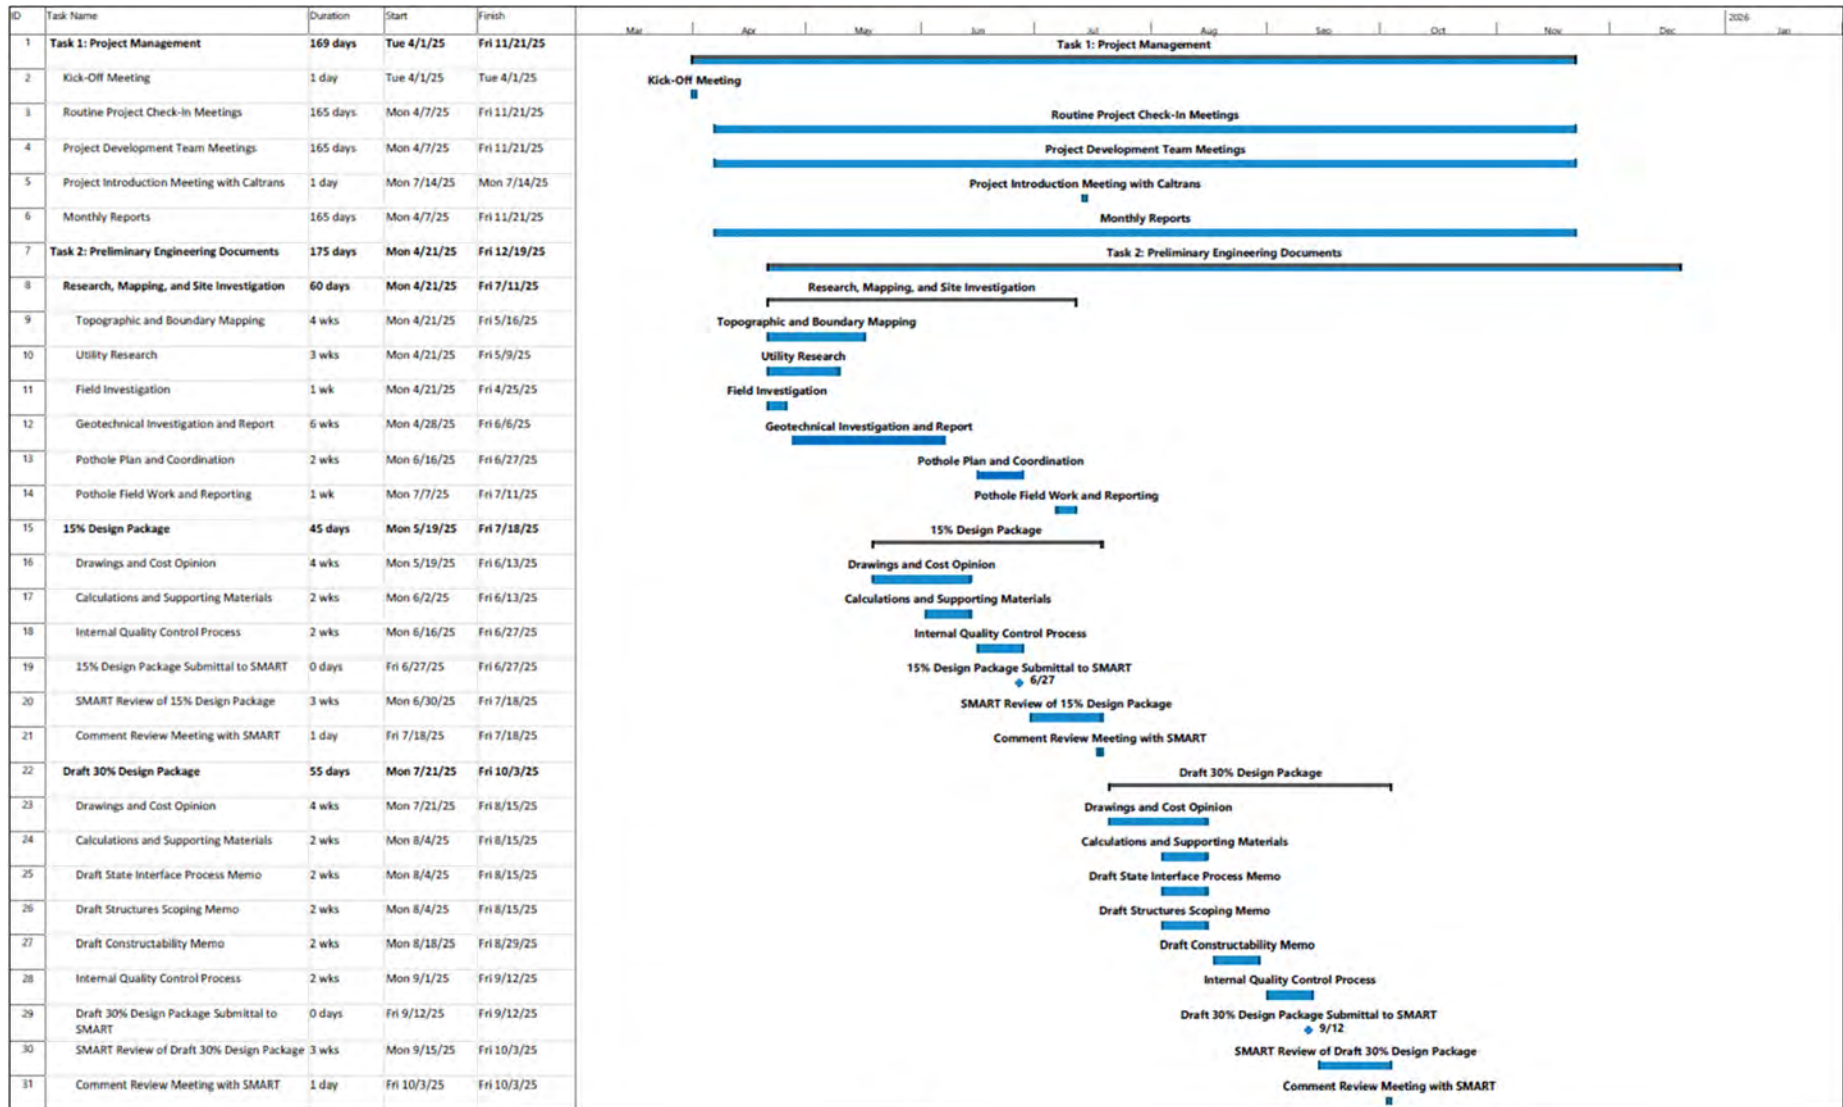 ID Task Name Duration Start Finish
2026
Mar Apr May Jun Jul Aug Sep Oct Nov Dec Jan
1 Task 1: Project Management 169 days Tue 4/1/25 Fri 11/21/25 Task 1: Project Management
2 Kick-Off Meeting 1 day Tue 4/1/25 Tue 4/1/25 Kick-Off Meeting
3 Routine Project Check-In Meetings 165 days Mon 4/7/25 Fri 11/21/25 Routine Project Check-In Meetings
4 Project Development Team Meetings 165 days Mon 4/7/25 Fri 11/21/25 Project Development Team Meetings
5 Project Introduction Meeting with Caltrans 1 day Mon 7/14/25 Mon 7/14/25 Project Introduction Meeting with Caltrans
6 Monthly Reports 165 days Mon 4/7/25 Fri 11/21/25 Monthly Reports
7 Task 2: Preliminary Engineering Documents 175 days Mon 4/21/25 Fri 12/19/25 Task 2: Preliminary Engineering Documents
8 Research, Mapping, and Site Investigation 60 days Mon 4/21/25 Fri 7/11/25 Research, Mapping, and Site Investigation
9 Topographic and Boundary Mapping 4 wks Mon 4/21/25 Fri 5/16/25 Topographic and Boundary Mapping
10 Utility Research 3 wks Mon 4/21/25 Fri 5/9/25 Utility Research
11 Field Investigation 1 wk Mon 4/21/25 Fri 4/25/25 Field Investigation
12 Geotechnical Investigation and Report 6 wks Mon 4/28/25 Fri 6/6/25 Geotechnical Investigation and Report
13 Pothole Plan and Coordination 2 wks Mon 6/16/25 Fri 6/27/25 Pothole Plan and Coordination
14 Pothole Field Work and Reporting 1 wk Mon 7/7/25 Fri 7/11/25 Pothole Field Work and Reporting
15 15% Design Package 45 days Mon 5/19/25 Fri 7/18/25 15% Design Package
16 Drawings and Cost Opinion 4 wks Mon 5/19/25 Fri 6/13/25 Drawings and Cost Opinion
17 Calculations and Supporting Materials 2 wks Mon 6/2/25 Fri 6/13/25 Calculations and Supporting Materials
18 Internal Quality Control Process 2 wks Mon 6/16/25 Fri 6/27/25 Internal Quality Control Process
19 15% Design Package Submittal to SMART 0 days Fri 6/27/25 Fri 6/27/25 15% Design Package Submittal to SMART
6/27
20 SMART Review of 15% Design Package 3 wks Mon 6/30/25 Fri 7/18/25 SMART Review of 15% Design Package
21 Comment Review Meeting with SMART 1 day Fri 7/18/25 Fri 7/18/25 Comment Review Meeting with SMART
22 Draft 30% Design Package 55 days Mon 7/21/25 Fri 10/3/25 Draft 30% Design Package
23 Drawings and Cost Opinion 4 wks Mon 7/21/25 Fri 8/15/25 Drawings and Cost Opinion
24 Calculations and Supporting Materials 2 wks Mon 8/4/25 Fri 8/15/25 Calculations and Supporting Materials
25 Draft State Interface Process Memo 2 wks Mon 8/4/25 Fri 8/15/25 Draft State Interface Process Memo
26 Draft Structures Scoping Memo 2 wks Mon 8/4/25 Fri 8/15/25 Draft Structures Scoping Memo
27 Draft Constructability Memo 2 wks Mon 8/18/25 Fri 8/29/25 Draft Constructability Memo
28 Internal Quality Control Process 2 wks Mon 9/1/25 Fri 9/12/25 Internal Quality Control Process
29 Draft 30% Design Package Submittal to 0 days Fri 9/12/25 Fri 9/12/25 Draft 30% Design Package Submittal to SMART
SMART 9/12
30 SMART Review of Draft 30% Design Package 3 wks Mon 9/15/25 Fri 10/3/25 SMART Review of Draft 30% Design Package
31 Comment Review Meeting with SMART 1 day Fri 10/3/25 Fri 10/3/25 Comment Review Meeting with SMART